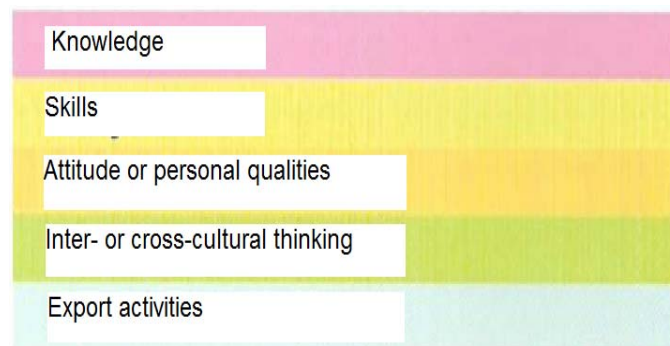 Knowledge
Skills
Attitude or personal qualities
Inter- or cross-cultural thinking
Export activities